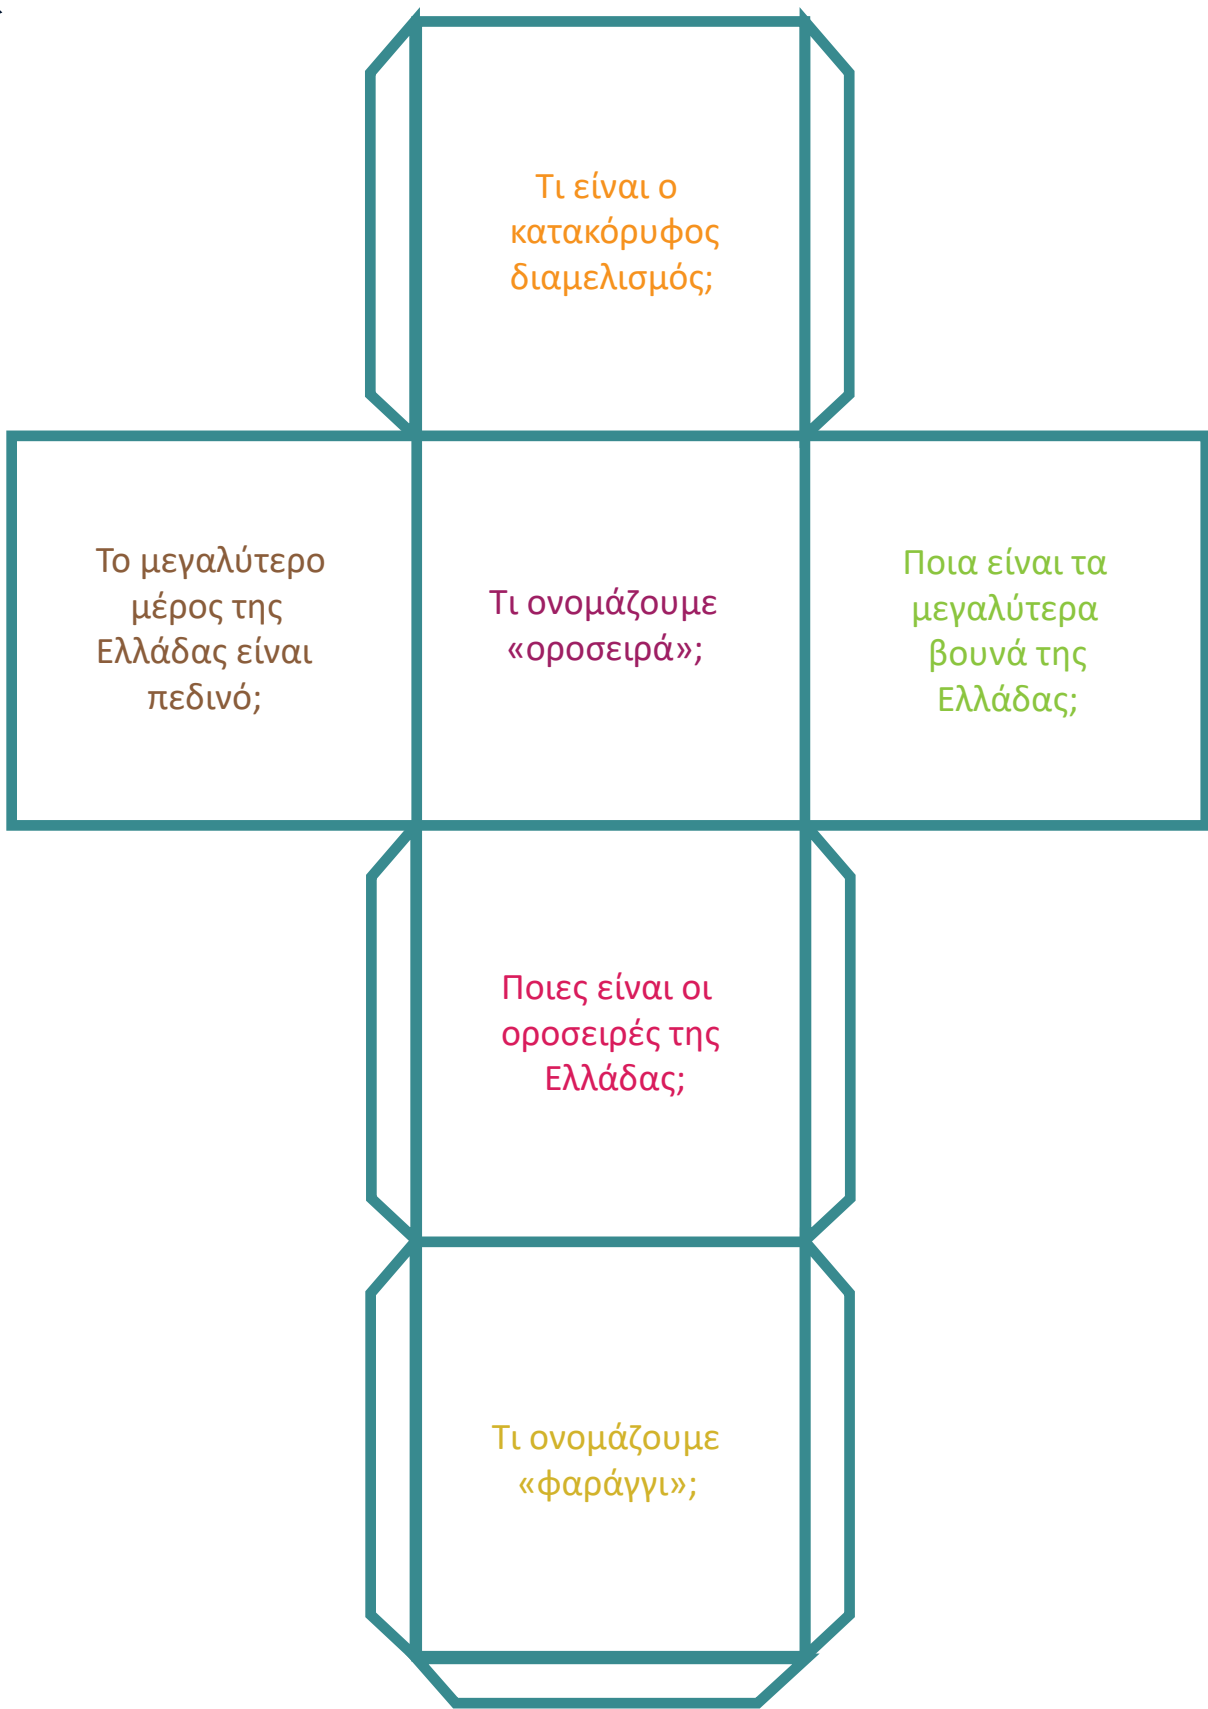 Τι είναι ο
κατακόρυφος
διαμελισμός;
Το μεγαλύτερο
μέρος της
Ελλάδας είναι
πεδινό;
Τι ονομάζουμε
«οροσειρά»;
Ποια είναι τα
μεγαλύτερα
βουνά της
Ελλάδας;
Ποιες είναι οι
οροσειρές της
Ελλάδας;
Τι ονομάζουμε
«φαράγγι»;